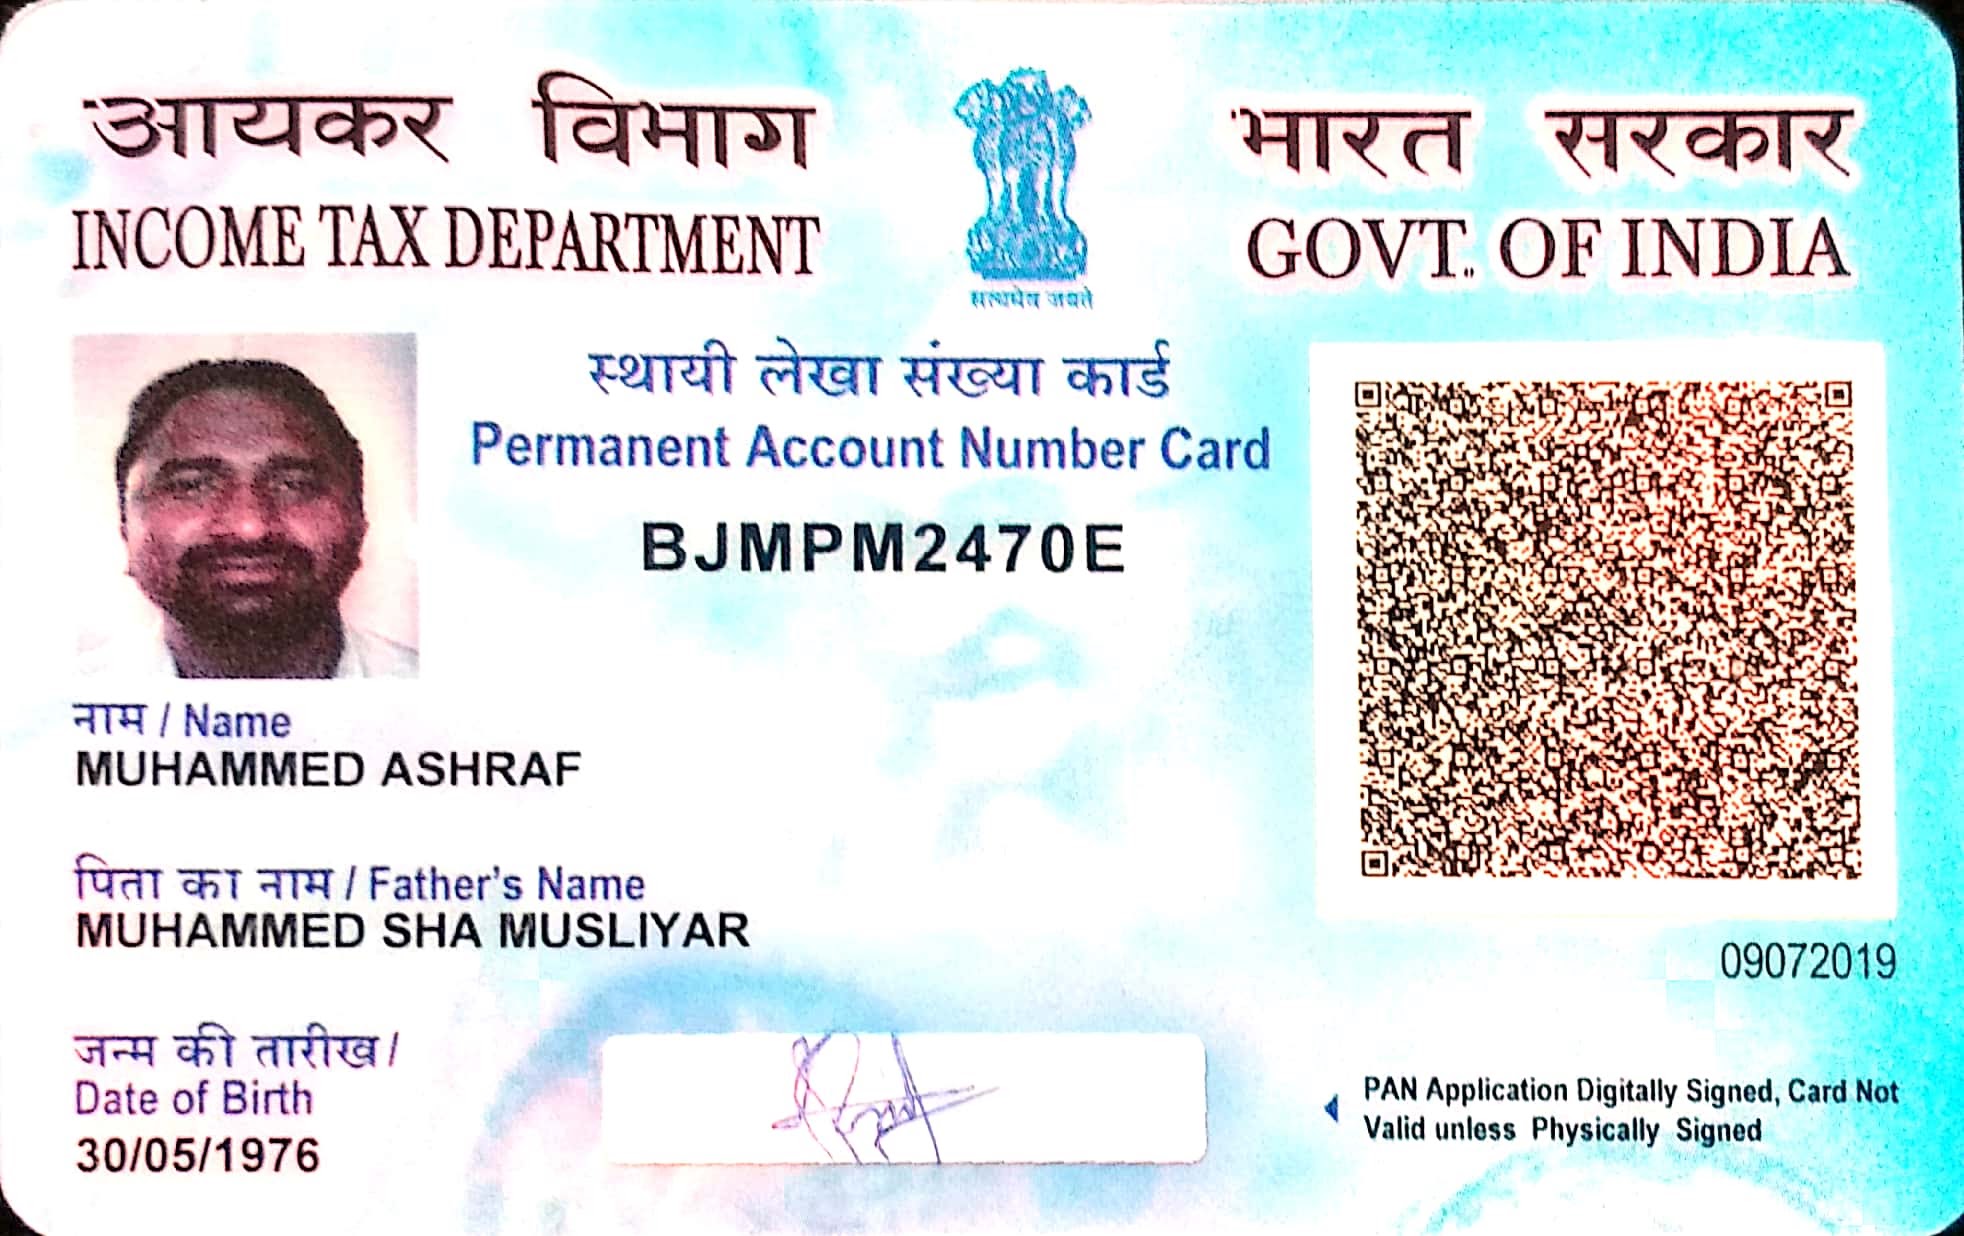 आयकर विभाग
INCOME TAX DEPARTMENT
सत्यमेव जयते
भारत सरकार
GOVT. OF INDIA
स्थायी लेखा संख्या कार्ड
Permanent Account Number Card
BJMPM2470E
नाम / Name
MUHAMMED ASHRAF
पिता का नाम / Father's Name
MUHAMMED SHA MUSLIYAR
09072019
जन्म की तारीख /
Date of Birth
30/05/1976
PAN Application Digitally Signed, Card Not
Valid unless Physically Signed